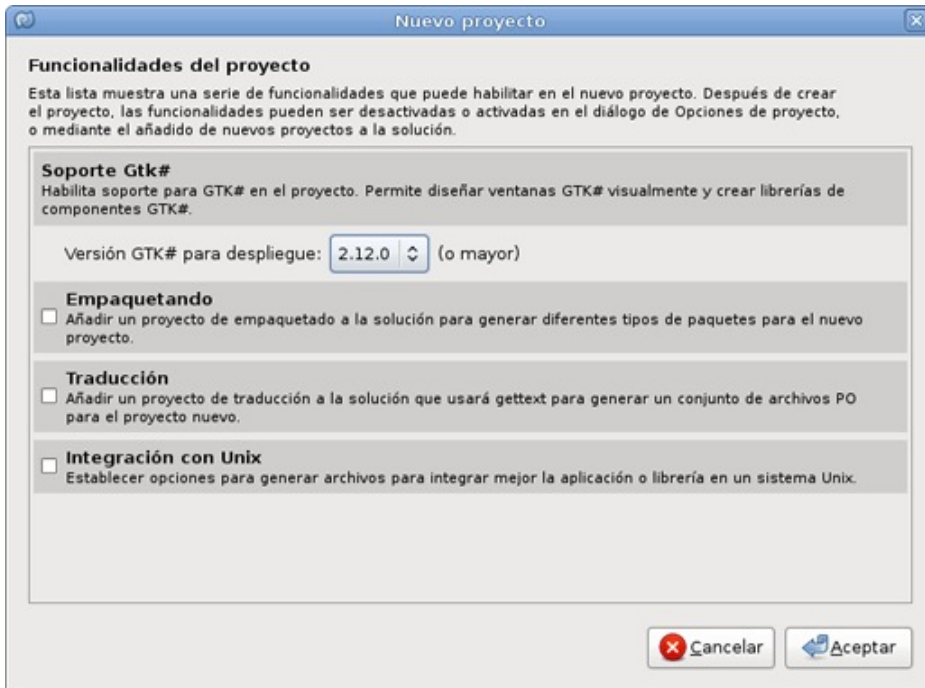 Nuevo proyecto
Funcionalidades del proyecto
Esta lista muestra una serie de funcionalidades que puede habilitar en el nuevo proyecto. Después de crear
el proyecto, las funcionalidades pueden ser desactivadas o activadas en el diálogo de Opciones de proyecto,
o mediante el añadido de nuevos proyectos a la solución.
Soporte Gtk#
Habilita soporte para GTK# en el proyecto. Permite diseñar ventanas GTK# visualmente y crear librerías de
componentes GTK#.
Versión GTK# para despliegue: 2.12.0 (o mayor)
Empaquetando
Añadir un proyecto de empaquetado a la solución para generar diferentes tipos de paquetes para el nuevo
proyecto.
Traducción
Añadir un proyecto de traducción a la solución que usará gettext para generar un conjunto de archivos PO
para el proyecto nuevo.
Integración con Unix
Establecer opciones para generar archivos para integrar mejor la aplicación o librería en un sistema Unix.
Cancelar Aceptar